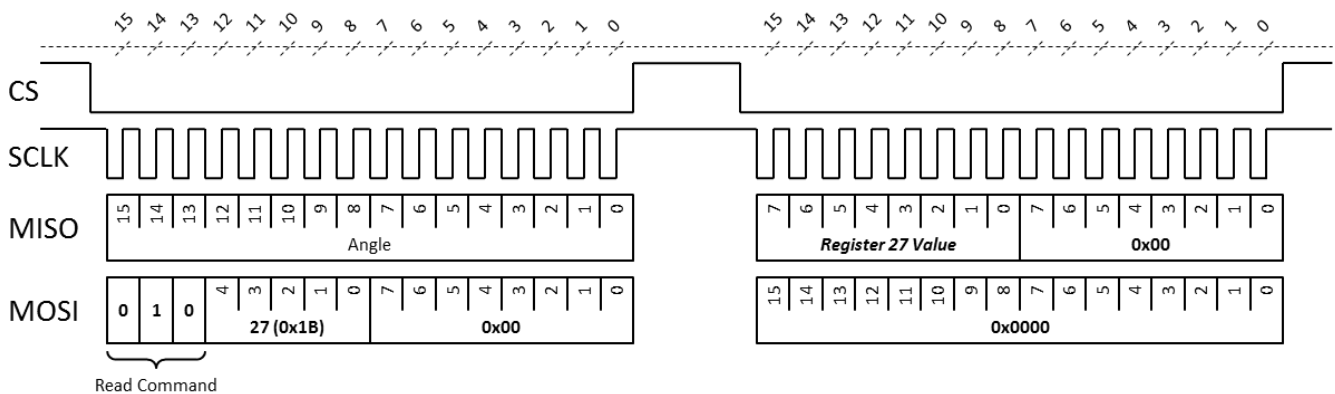 15 14 13 12 11 10 9 8 7 6 5 4 3 2 1 0 15 14 13 12 11 10 9 8 7 6 5 4 3 2 1 0
CS
SCLK
MISO 15 14 13 12 11 10 9 8 7 6 5 4 3 2 1 0 7 6 5 4 3 2 1 0 7 6 5 4 3 2 1 0
Angle Register 27 Value 0x00
MOSI 0 1 0 4 3 2 1 0 7 6 5 4 3 2 1 0 15 14 13 12 11 10 9 8 7 6 5 4 3 2 1 0
27 (0x1B) 0x00 0x0000
Read Command